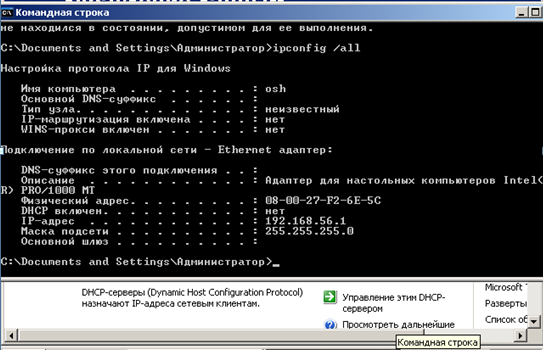 Командная строка
не находился в состоянии, допустимом для ее выполнения.
C:\Documents and Settings\Администратор>ipconfig /all
Настройка протокола IP для Windows
Имя компьютера . . . . . . . . . : osh
Основной DNS-суффикс . . . . . . :
Тип узла. . . . . . . . . . . . . : неизвестный
IP-маршрутизация включена . . . . : нет
WINS-прокси включен . . . . . . . : нет
Подключение по локальной сети - Ethernet адаптер:
DNS-суффикс этого подключения . . :
Описание . . . . . . . . . . . . : Адаптер для настольных компьютеров Intel(
R) PRO/1000 MT
Физический адрес. . . . . . . . . : 08-00-27-F2-6E-5C
DHCP включен. . . . . . . . . . . : нет
IP-адрес . . . . . . . . . . . . : 192.168.56.1
Маска подсети . . . . . . . . . . : 255.255.255.0
Основной шлюз . . . . . . . . . . :
C:\Documents and Settings\Администратор>_
DHCP-серверы (Dynamic Host Configuration Protocol)
назначают IP-адреса сетевым клиентам.
Управление этим DHCP-
сервером
Просмотреть дальнейшие
Microsoft
Разверты
Список об
Командная строка